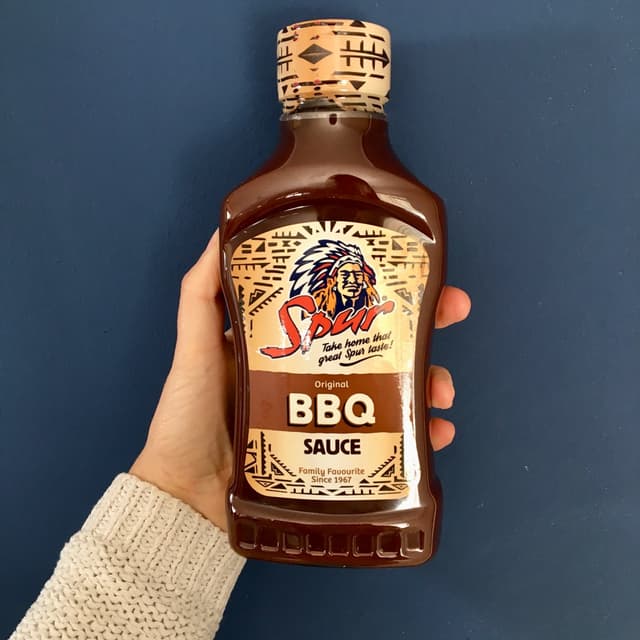 Spur
Take home that
great Spur taste!
Original
BBQ
SAUCE
Family Favourite
Since 1967